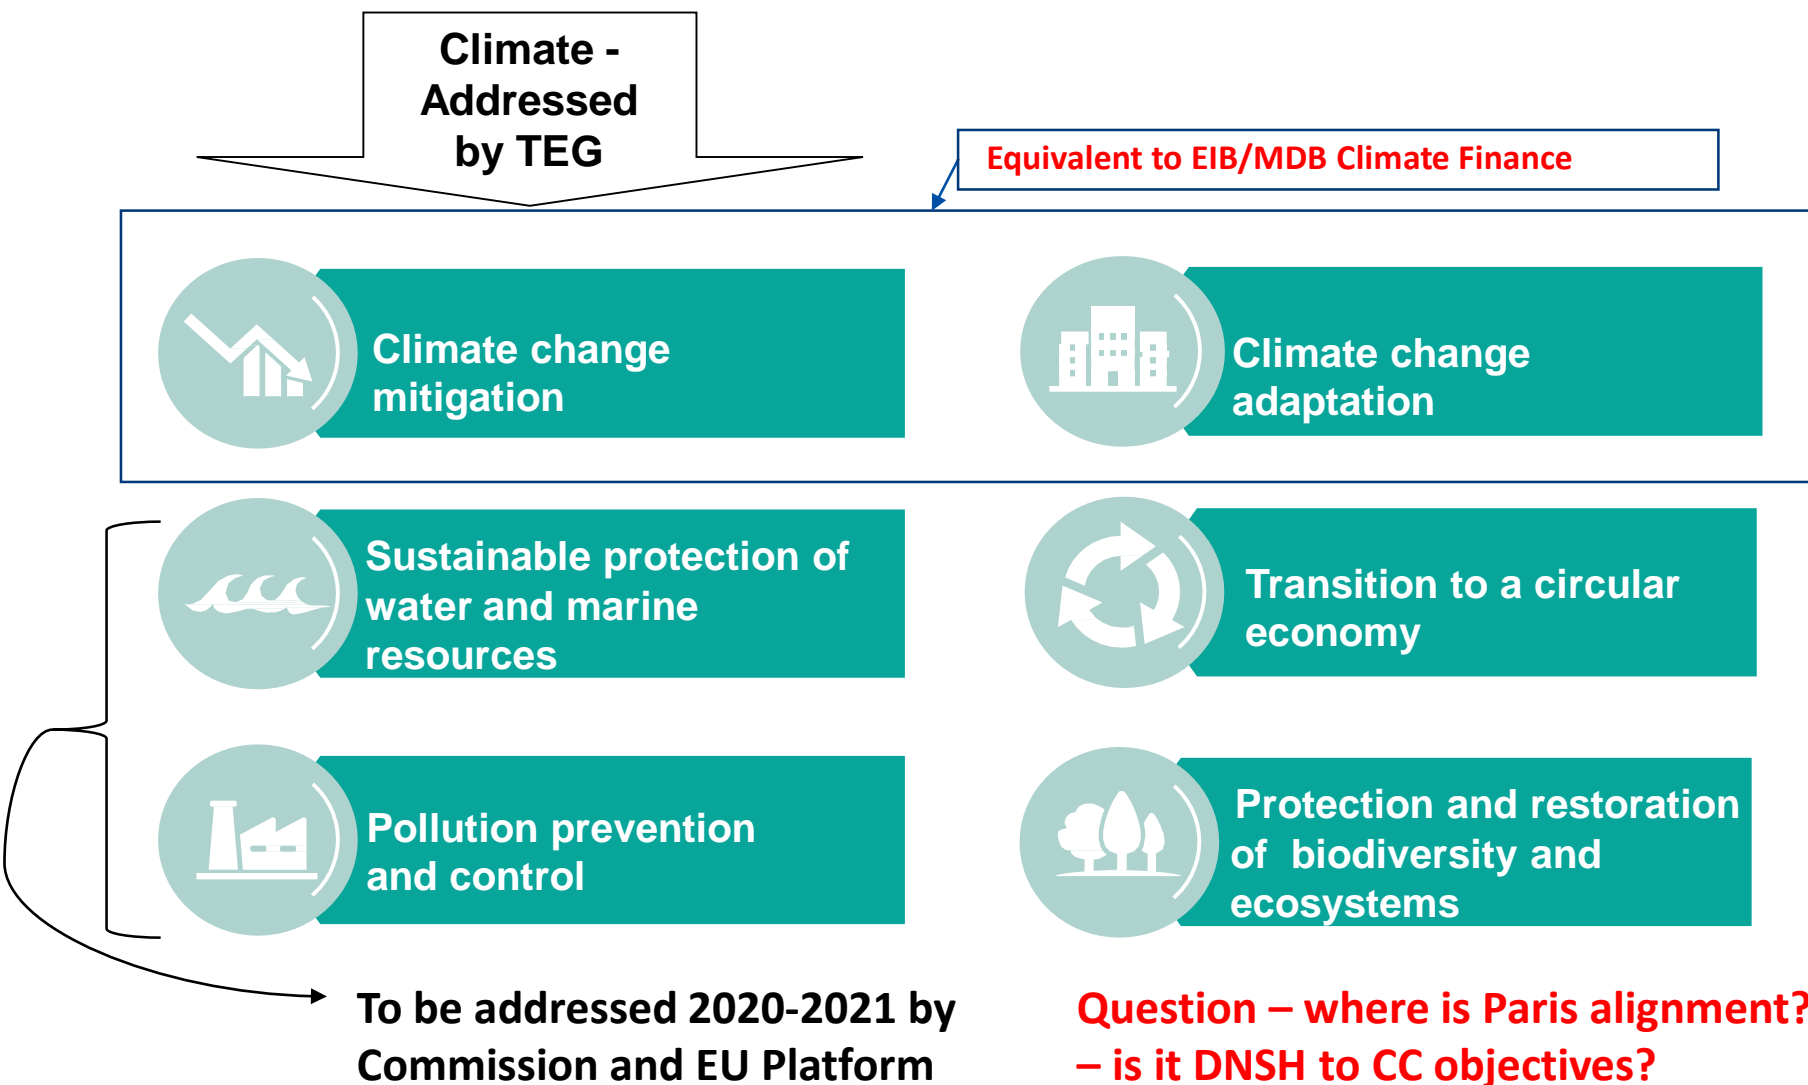 Climate -
Addressed
by TEG
Equivalent to EIB/MDB Climate Finance
Climate change
mitigation
Climate change
adaptation
Sustainable protection of
water and marine
resources
Transition to a circular
economy
Pollution prevention
and control
Protection and restoration
of biodiversity and
ecosystems
To be addressed 2020-2021 by
Commission and EU Platform
Question – where is Paris alignment?
– is it DNSH to CC objectives?